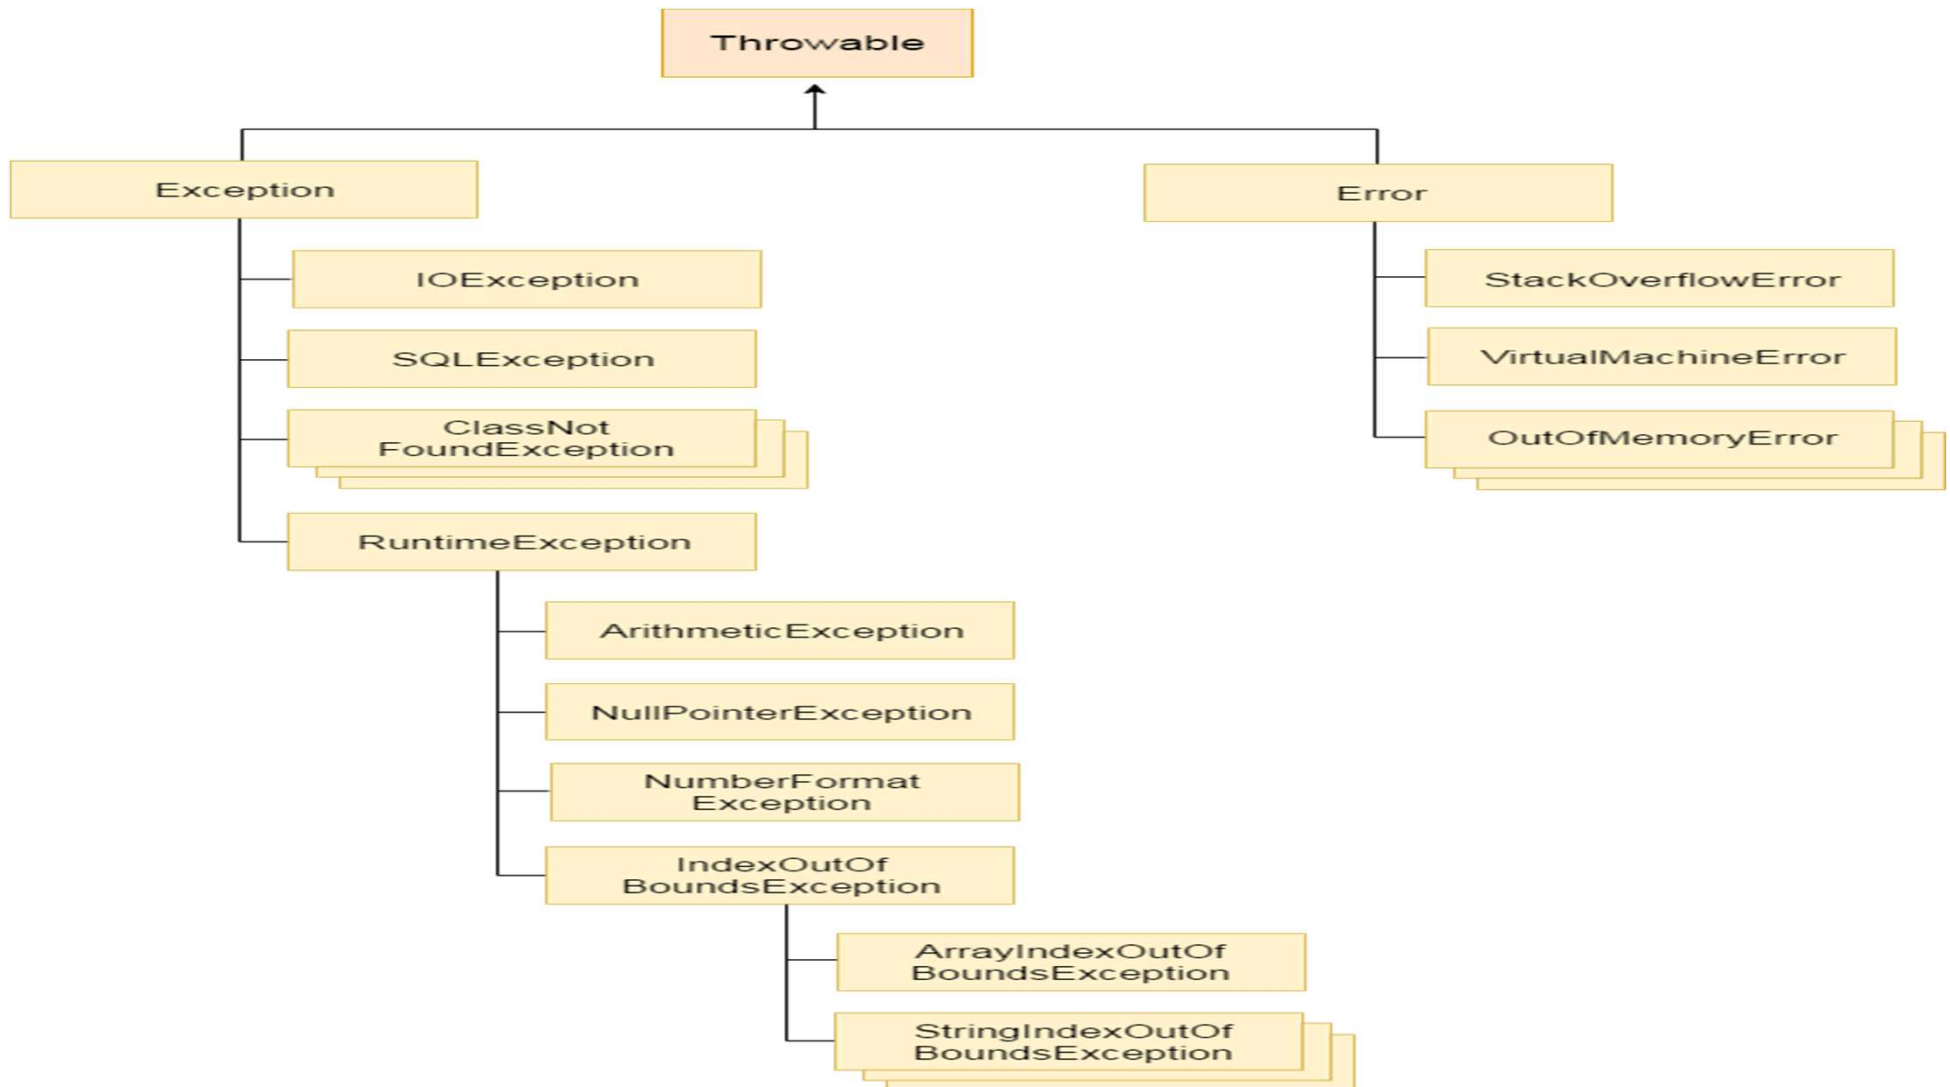 Throwable
Exception
Error
IOException
StackOverflowError
SQLException
VirtualMachineError
ClassNot
FoundException
OutOfMemoryError
RuntimeException
ArithmeticException
NullPointerException
NumberFormat
Exception
IndexOutOf
BoundsException
ArrayIndexOutOf
BoundsException
StringIndexOutOf
BoundsException